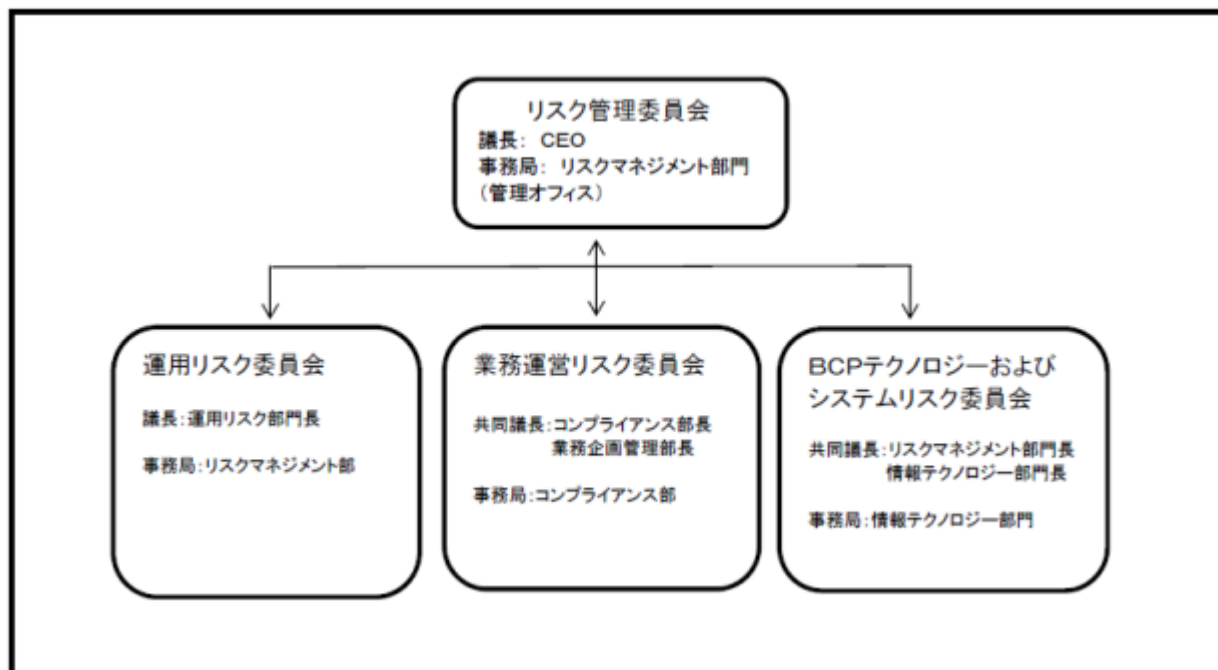 リスク管理委員会
議長： CEO
事務局： リスクマネジメント部門
（管理オフィス）
運用リスク委員会
議長：運用リスク部門長
事務局：リスクマネジメント部
業務運営リスク委員会
共同議長：コンプライアンス部長
業務企画管理部長
事務局：コンプライアンス部
BCPテクノロジーおよび
システムリスク委員会
共同議長：リスクマネジメント部門長
情報テクノロジー部門長
事務局：情報テクノロジー部門